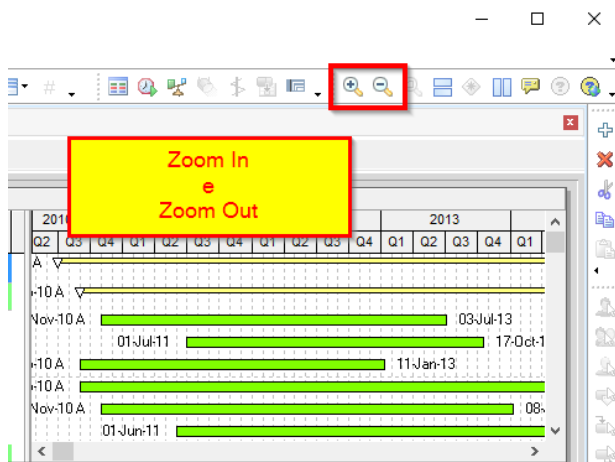 #
Zoom In
e
Zoom Out
2013
Q2 Q3 Q4 Q1 Q2 Q3 Q4 Q1 Q2 Q3 Q4 Q1 Q2 Q3 Q4 Q1
A
-10 A
Nov-10 A 03-Jul-13
01-Jul-11 17-Oct-1
-10 A 11-Jan-13
-10 A
Nov-10 A 08-
01-Jun-11